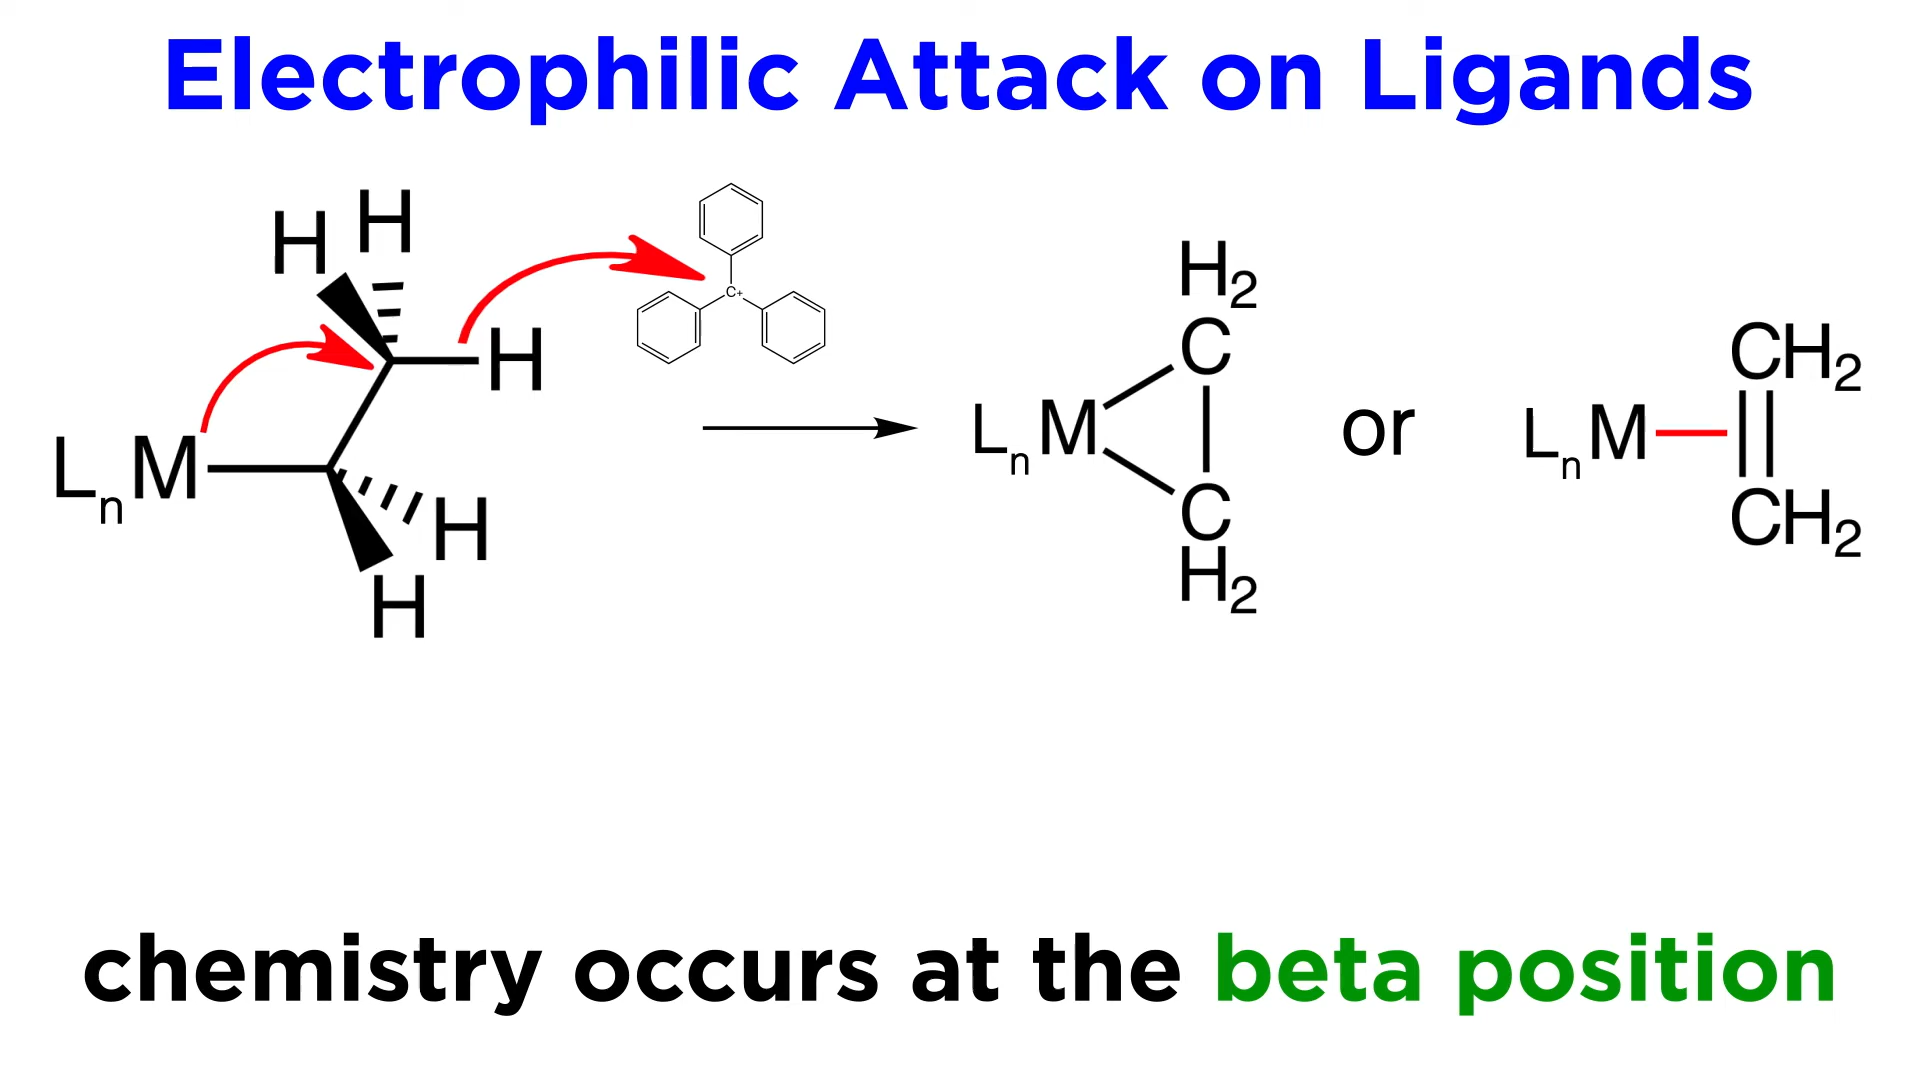 Electrophilic Attack on Ligands
H H
H
C+
LnM
H
H
H2
C
LnM
C
H2
or
CH2
LnM
CH2
chemistry occurs at the beta position